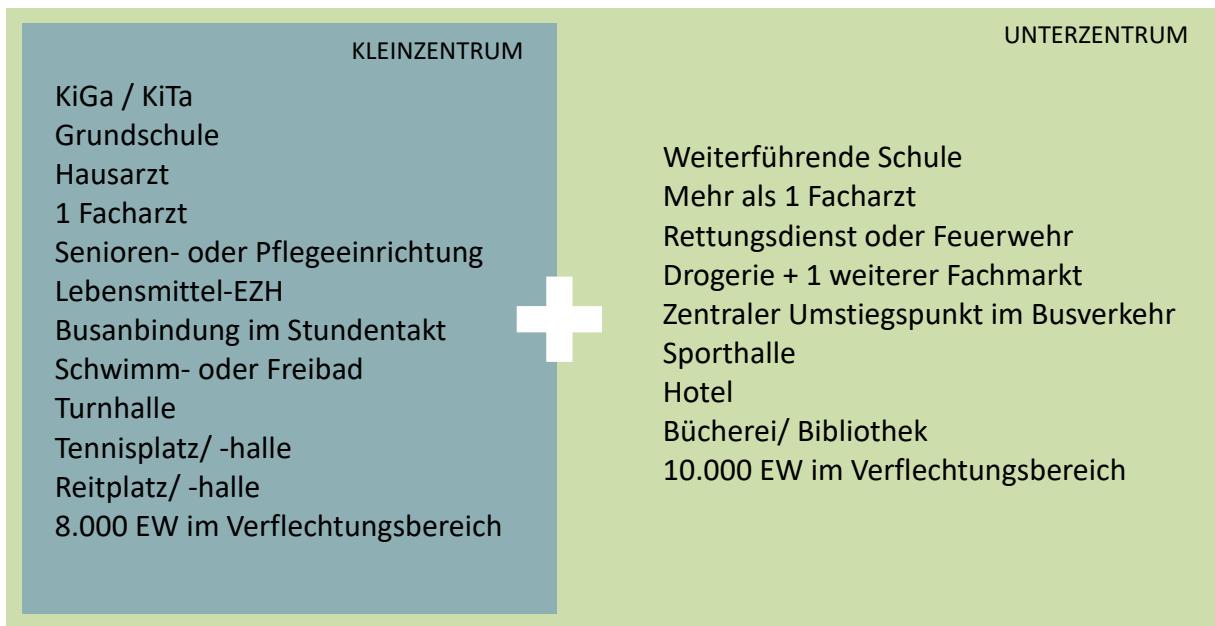 KLEINZENTRUM
KiGa / KiTa
Grundschule
Hausarzt
1 Facharzt
Senioren- oder Pflegeeinrichtung
Lebensmittel-EZH
Busanbindung im Stundentakt
Schwimm- oder Freibad
Turnhalle
Tennisplatz/ -halle
Reitplatz/ -halle
8.000 EW im Verflechtungsbereich
UNTERZENTRUM
Weiterführende Schule
Mehr als 1 Facharzt
Rettungsdienst oder Feuerwehr
Drogerie + 1 weiterer Fachmarkt
Zentraler Umstiegspunkt im Busverkehr
Sporthalle
Hotel
Bücherei/ Bibliothek
10.000 EW im Verflechtungsbereich